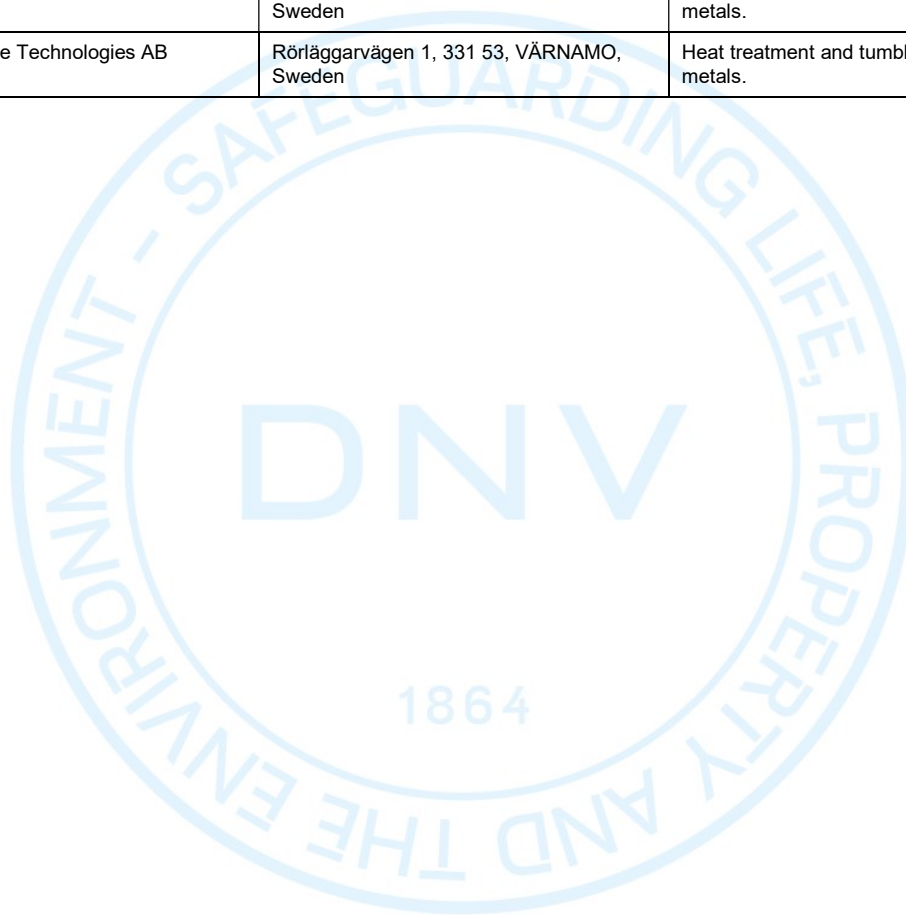 Sweden
metals.
e Technologies AB
Rörläggarvägen 1, 331 53, VÄRNAMO,
Sweden
Heat treatment and tumbl
metals.
SAFEGUARDING LIFE, PROPERTY AND THE ENVIRONMENT -
DNV
1864